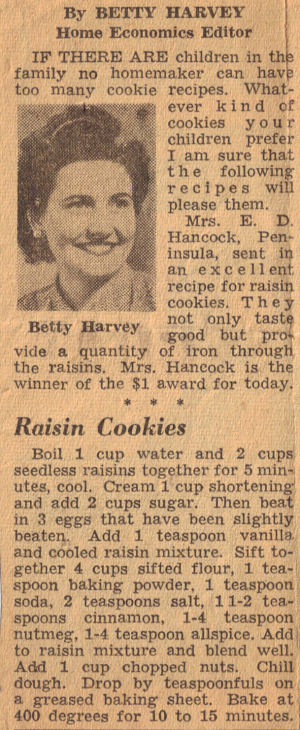 By BETTY HARVEY
Home Economics Editor
IF THERE ARE children in the
family no homemaker can have
too many cookie recipes. What-
ever kind of
cookies your
children prefer
I am sure that
the following
recipes will
please them.
Mrs. E. D.
Hancock, Pen-
insula, sent in
an excellent
recipe for raisin
cookies. They
not only taste
good but pro-
Betty Harvey
vide a quantity of iron through
the raisins. Mrs. Hancock is the
winner of the $1 award for today.
* * *
Raisin Cookies
Boil 1 cup water and 2 cups
seedless raisins together for 5 min-
utes, cool. Cream 1 cup shortening
and add 2 cups sugar. Then beat
in 3 eggs that have been slightly
beaten. Add 1 teaspoon vanilla
and cooled raisin mixture. Sift to-
gether 4 cups sifted flour, 1 tea-
spoon baking powder, 1 teaspoon
soda, 2 teaspoons salt, 1 1-2 tea-
spoons cinnamon, 1-4 teaspoon
nutmeg, 1-4 teaspoon allspice. Add
to raisin mixture and blend well.
Add 1 cup chopped nuts. Chill
dough. Drop by teaspoonfuls on
a greased baking sheet. Bake at
400 degrees for 10 to 15 minutes.